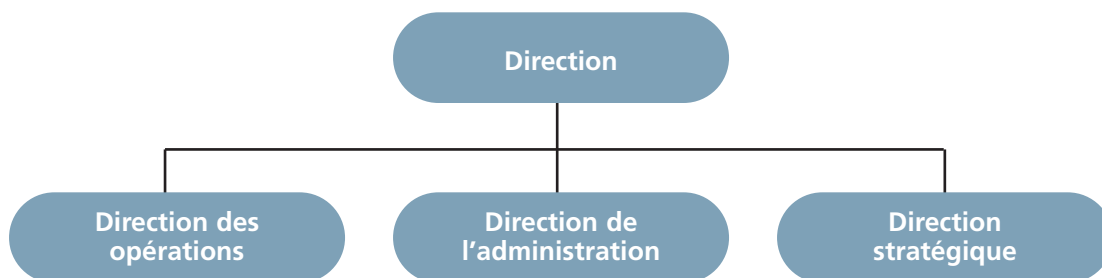 Direction
Direction des
opérations
Direction de
l'administration
Direction
stratégique